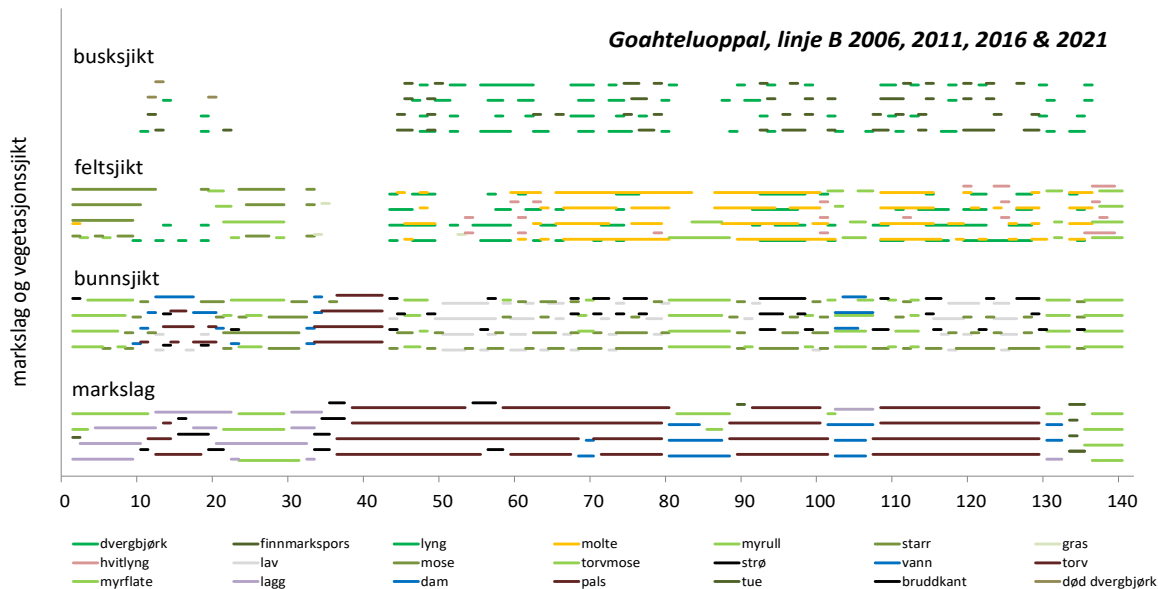 Goahteluoppal, linje B 2006, 2011, 2016 & 2021
markslag og vegetasjonssjikt
busksjikt
feltsjikt
bunnsjikt
markslag
0 10 20 30 40 50 60 70 80 90 100 110 120 130 140
dvergbjørk finnmarkspors lyng molte myrull starr gras
hvitlyng lav mose torvmose strø vann torv
myrflate lagg dam pals tue bruddkant død dvergbjørk